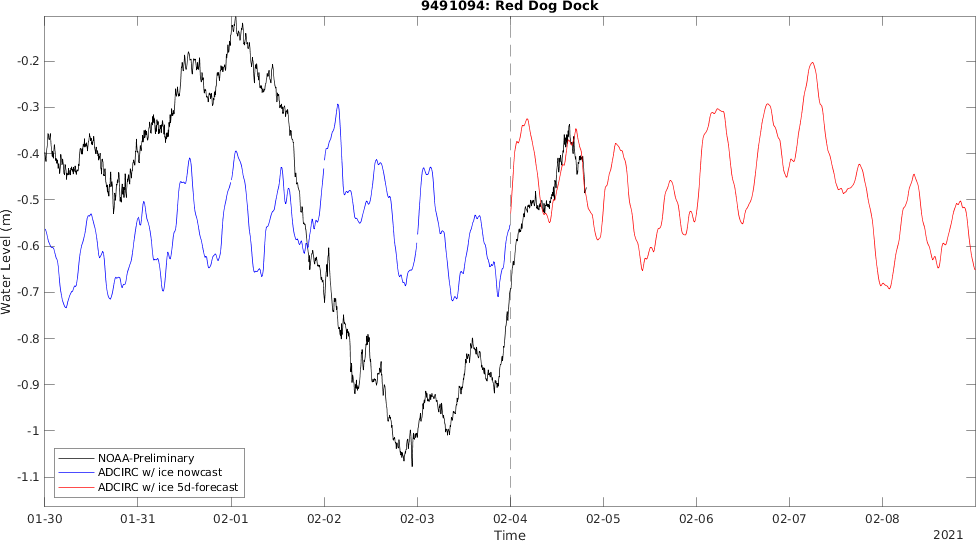 9491094: Red Dog Dock
Water Level (m)
-0.2
-0.3
-0.4
-0.5
-0.6
-0.7
-0.8
-0.9
-1
-1.1
NOAA-Preliminary
ADCIRC w/ ice nowcast
ADCIRC w/ ice 5d-forecast
01-30 01-31 02-01 02-02 02-03 02-04 02-05 02-06 02-07 02-08
Time
2021